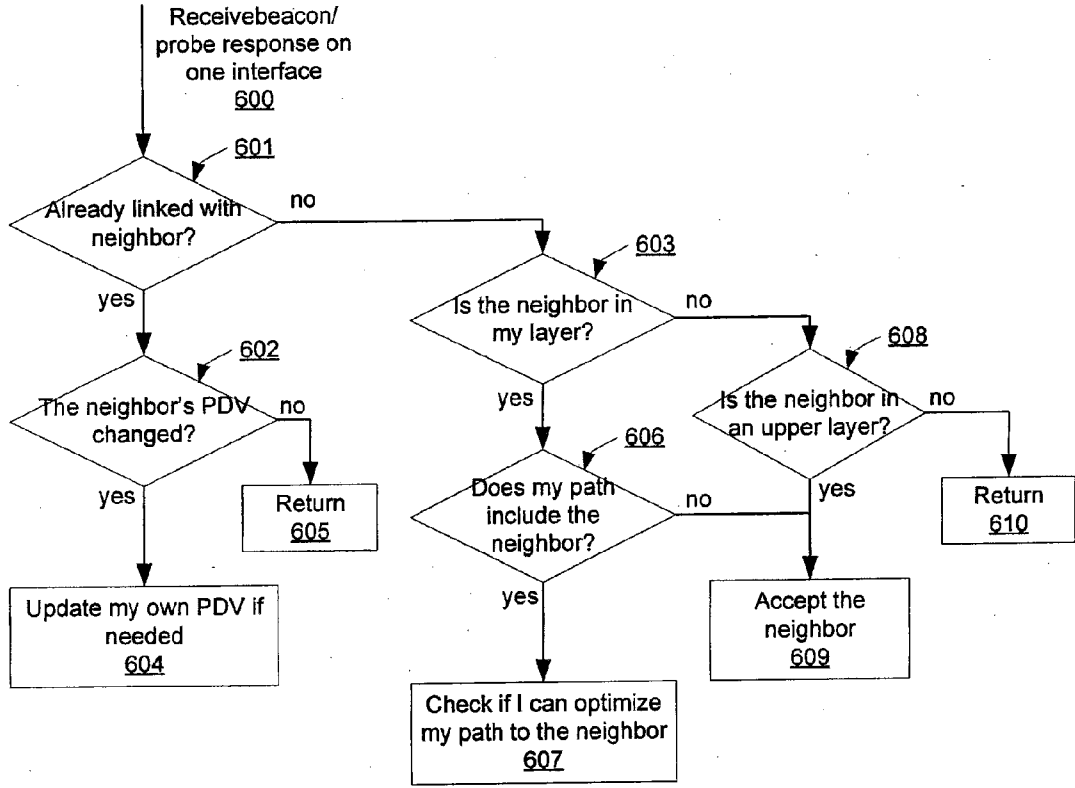 Receivebeacon/
probe response on
one interface
600
601
Already linked with
neighbor?
no
yes
603
Is the neighbor in
my layer?
no
yes
602
The neighbor's PDV
changed?
no
yes
608
Is the neighbor in
an upper layer?
no
yes
606
Does my path
include the
neighbor?
no
yes
Return
605
Return
610
Update my own PDV if
needed
604
Accept the
neighbor
609
Check if I can optimize
my path to the neighbor
607